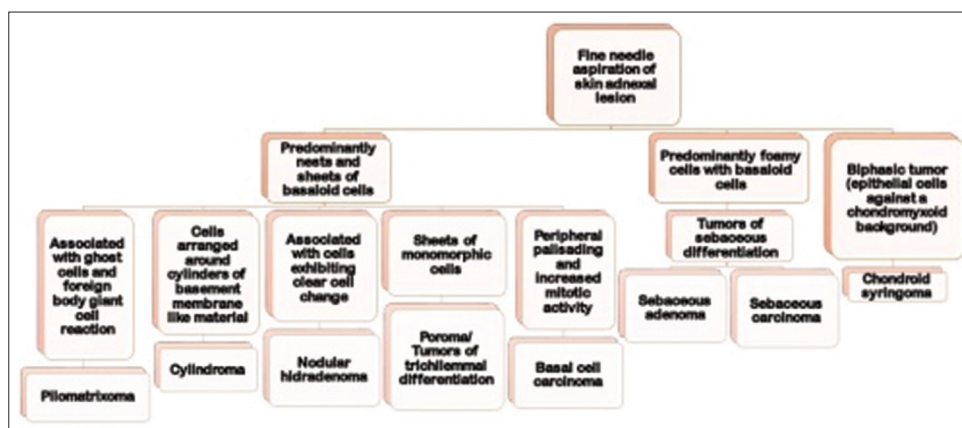 Fine needle
aspiration of
skin adnexal
lesion
Predominantly
nests and
sheets of
basaloid cells
Predominantly foamy
cells with basaloid
cells
Biphasic tumor
(epithelial cells
against a
chondromyxoid
background)
Associated
with ghost
cells and
foreign
body giant
cell
reaction
Cells
arranged
around
cylinders of
basement
membrane
like material
Associated
with cells
exhibiting
clear cell
change
Sheets of
monomorphic
cells
Peripheral
palisading
and
increased
mitotic
activity
Tumors of
sebaceous
differentiation
Chondroid
syringoma
Sebaceous
adenoma
Sebaceous
carcinoma
Pilomatrixoma
Cylindroma
Nodular
hidradenoma
Poroma/
Tumors of
trichilemmal
differentiation
Basal cell
carcinoma